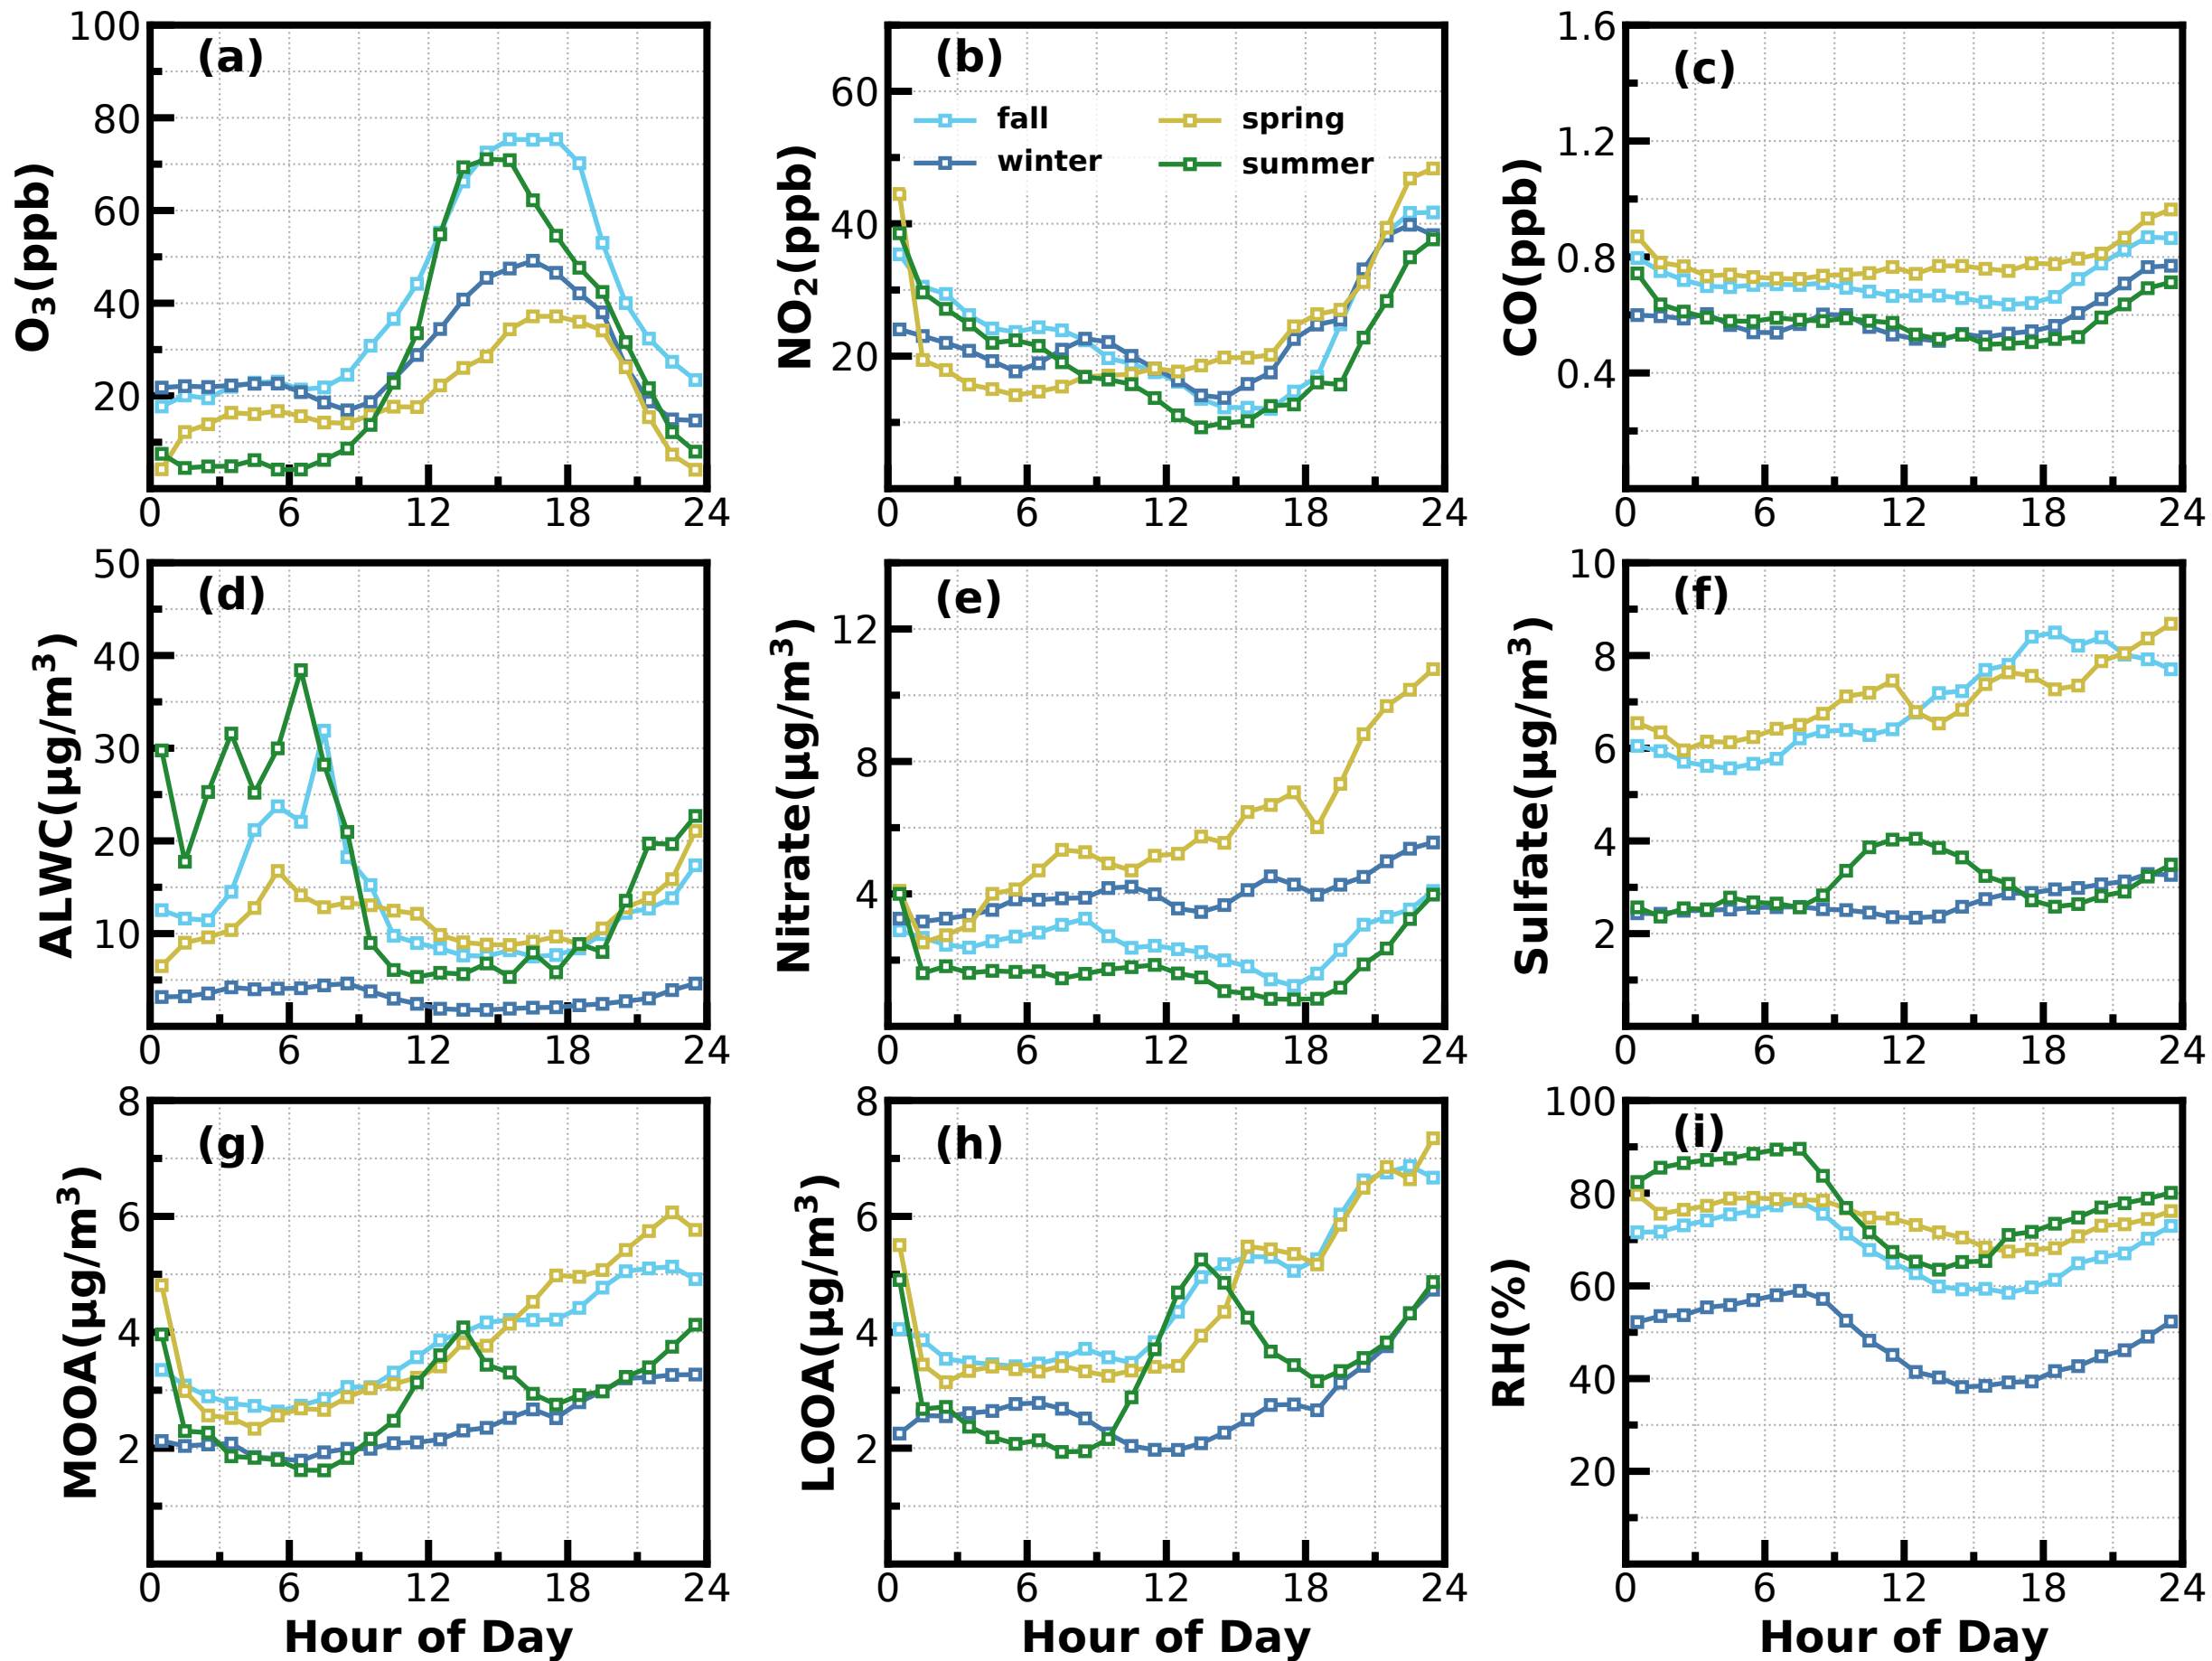 (a)
O3(ppb)
100
80
60
40
20
0 6 12 18 24
(b)
NO2(ppb)
60
40
20
fall
winter
spring
summer
0 6 12 18 24
(c)
CO(ppb)
1.6
1.2
0.8
0.4
0 6 12 18 24
(d)
ALWC(µg/m³)
50
40
30
20
10
0 6 12 18 24
(e)
Nitrate(µg/m³)
12
8
4
0 6 12 18 24
(f)
Sulfate(µg/m³)
10
8
6
4
2
0 6 12 18 24
(g)
MOOA(µg/m³)
8
6
4
2
0 6 12 18 24
Hour of Day
(h)
LOOA(µg/m³)
8
6
4
2
0 6 12 18 24
Hour of Day
(i)
RH(%)
100
80
60
40
20
0 6 12 18 24
Hour of Day